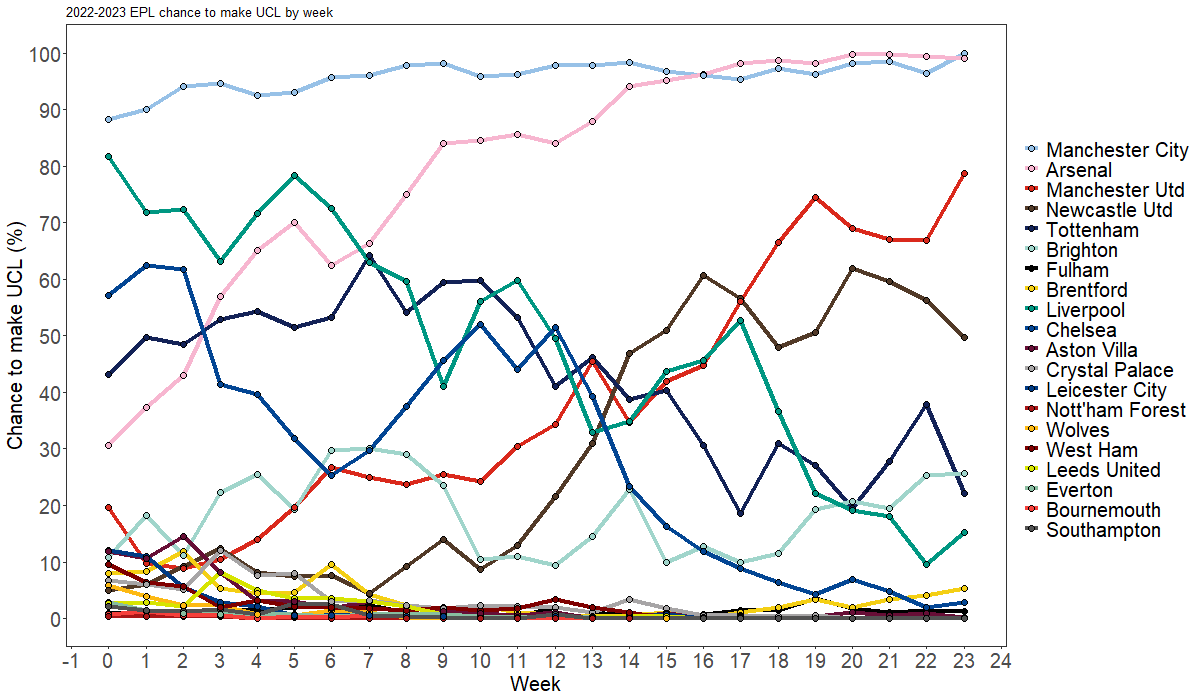 2022-2023 EPL chance to make UCL by week
Chance to make UCL (%)
100
90
80
70
60
50
40
30
20
10
0
-1 0 1 2 3 4 5 6 7 8 9 10 11 12 13 14 15 16 17 18 19 20 21 22 23 24
Week
Manchester City
Arsenal
Manchester Utd
Newcastle Utd
Tottenham
Brighton
Fulham
Brentford
Liverpool
Chelsea
Aston Villa
Crystal Palace
Leicester City
Nott'ham Forest
Wolves
West Ham
Leeds United
Everton
Bournemouth
Southampton